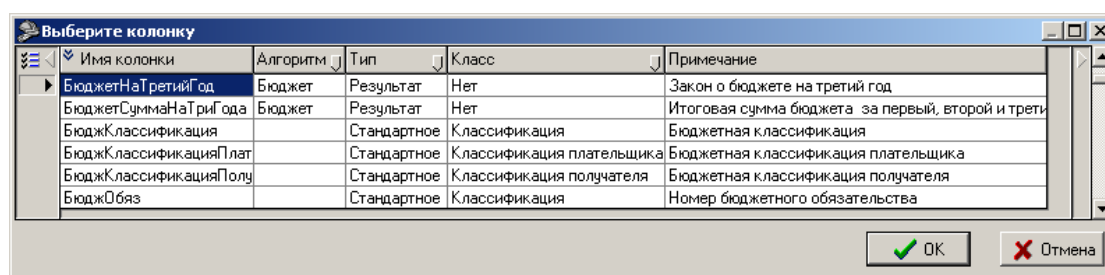 Выберите колонку
Имя колонки Алгоритм Тип Класс Примечание
БюджетНаТретийГод Бюджет Результат Нет Закон о бюджете на третий год
БюджетСуммаНаТриГода Бюджет Результат Нет Итоговая сумма бюджета за первый, второй и трети
БюджКлассификация Стандартное Классификация Бюджетная классификация
БюджКлассификацияПлат Стандартное Классификация плательщика Бюджетная классификация плательщика
БюджКлассификацияПолу Стандартное Классификация получателя Бюджетная классификация получателя
БюджОбяз Стандартное Классификация Номер бюджетного обязательства
OK Отмена